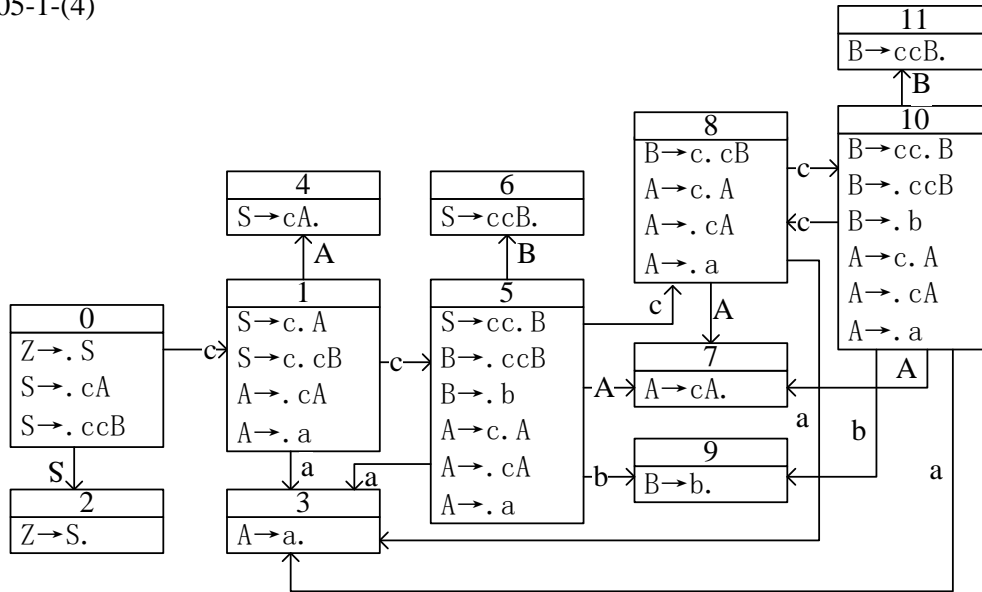 05-1-(4)
11
B→ccB.
B
10
B→cc.B
B→.ccB
B→.b
A→c.A
A→.cA
A→.a
8
B→c.cB
A→c.A
A→.cA
A→.a
c
c
4
S→cA.
A
6
S→ccB.
B
0
Z→.S
S→.cA
S→.ccB
c
1
S→c.A
S→c.cB
A→.cA
A→.a
c
5
S→cc.B
B→.ccB
B→.b
A→c.A
A→.cA
A→.a
c
A
7
A→cA.
A
A
a
b
a
b
9
B→b.
S
2
Z→S.
a
a
3
A→a.